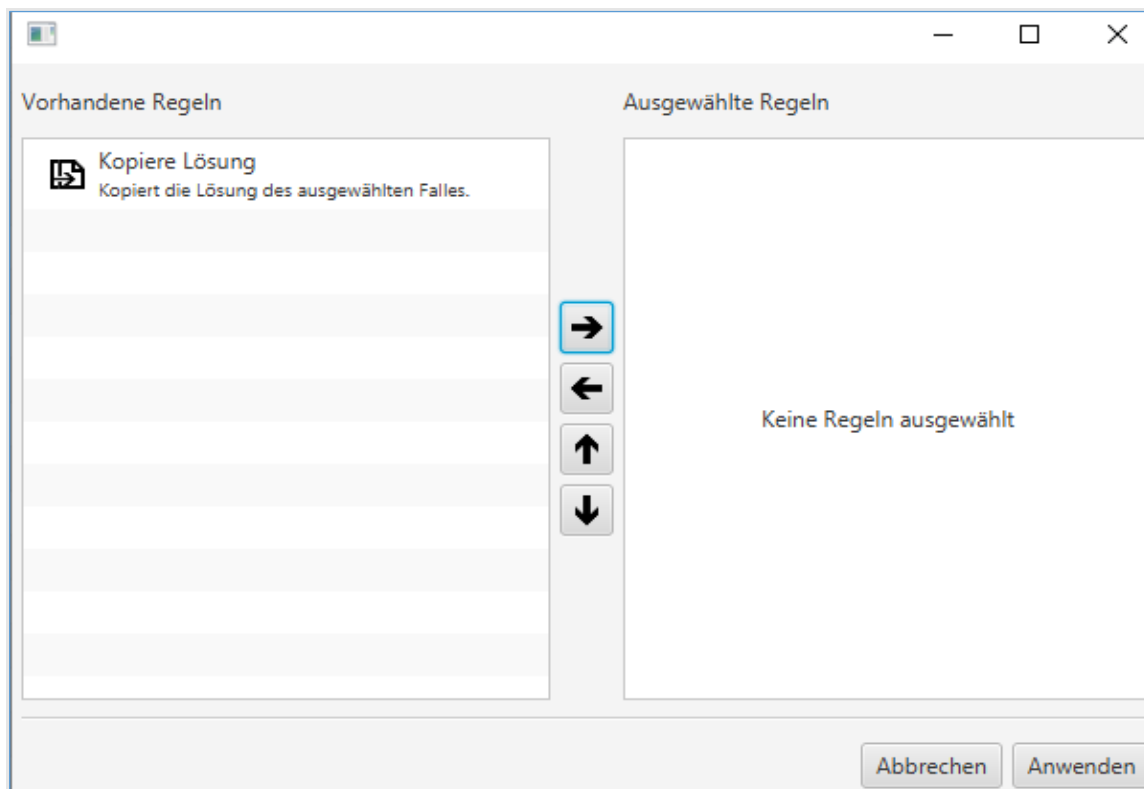 Vorhandene Regeln
Ausgewählte Regeln
Kopiere Lösung
Kopiert die Lösung des ausgewählten Falles.
Keine Regeln ausgewählt
Abbrechen
Anwenden